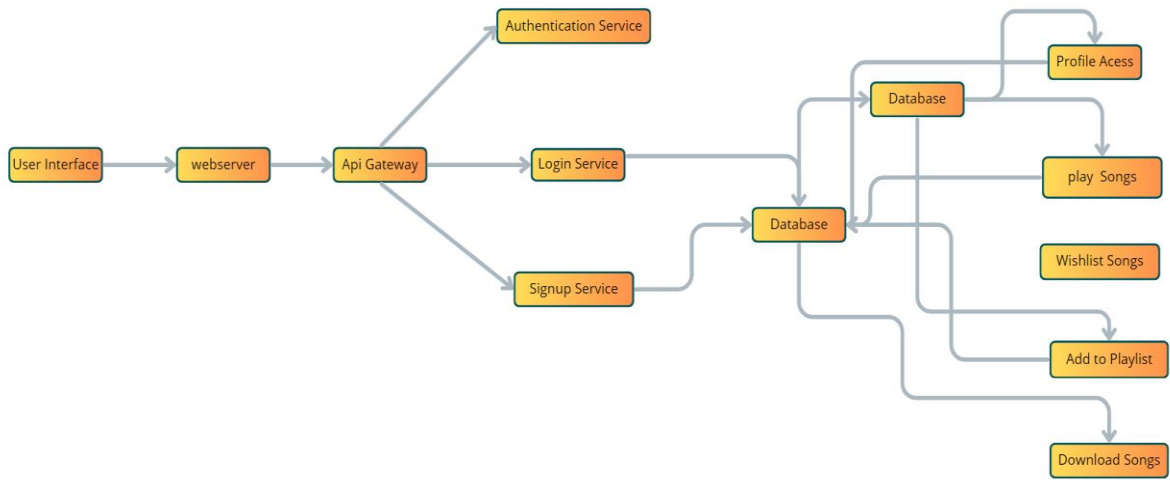 Authentication Service
Profile Acess
Database
User Interface
webserver
Api Gateway
Login Service
play Songs
Database
Wishlist Songs
Signup Service
Add to Playlist
Download Songs